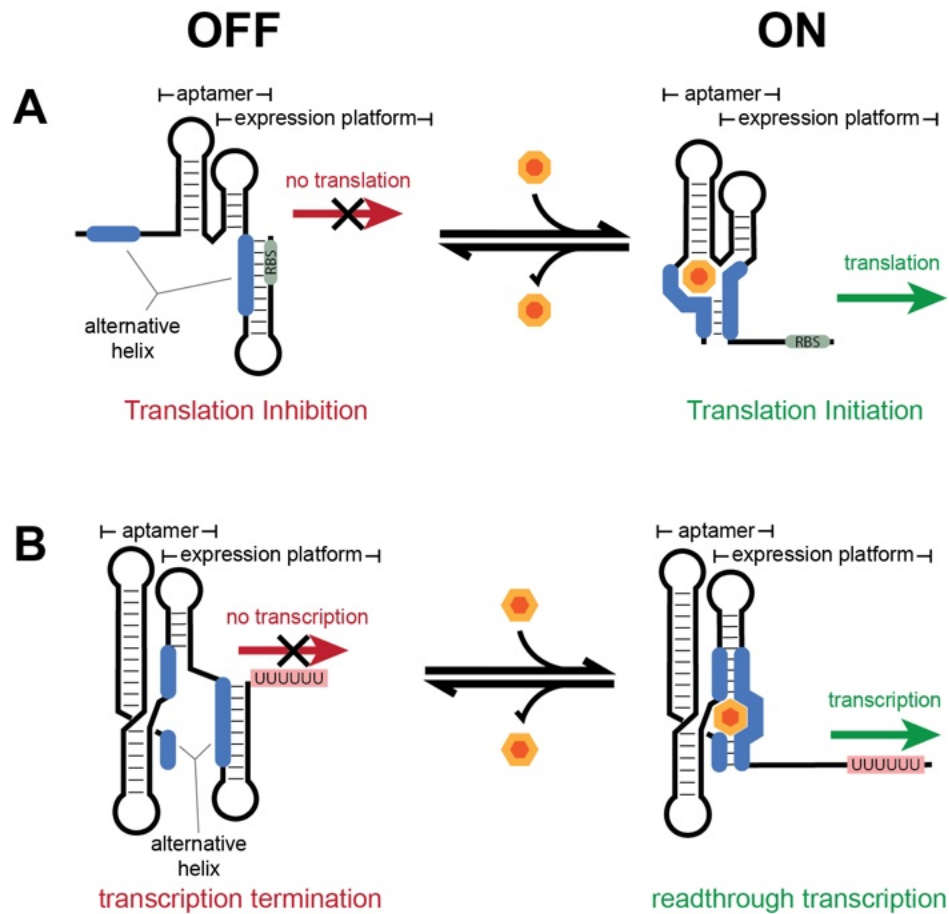 OFF
ON
A
aptamer
expression platform
no translation
RBS
alternative
helix
Translation Inhibition
aptamer
expression platform
translation
RBS
Translation Initiation
B
aptamer
expression platform
no transcription
UUUUUU
alternative
helix
transcription termination
aptamer
expression platform
transcription
UUUUUU
readthrough transcription